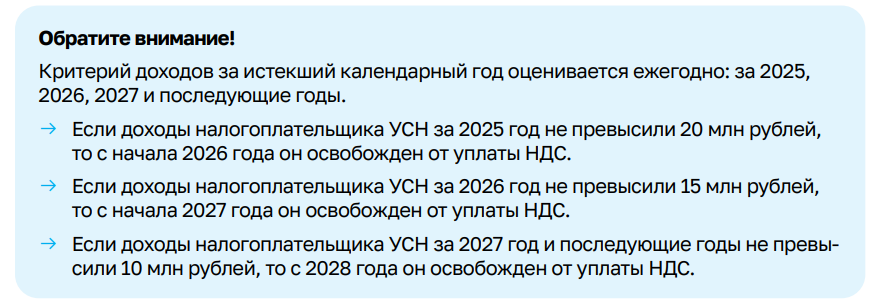 Обратите внимание!
Критерий доходов за истекший календарный год оценивается ежегодно: за 2025,
2026, 2027 и последующие годы.
→ Если доходы налогоплательщика УСН за 2025 год не превысили 20 млн рублей,
то с начала 2026 года он освобожден от уплаты НДС.
→ Если доходы налогоплательщика УСН за 2026 год не превысили 15 млн рублей,
то с начала 2027 года он освобожден от уплаты НДС.
→ Если доходы налогоплательщика УСН за 2027 год и последующие годы не превы-
сили 10 млн рублей, то с 2028 года он освобожден от уплаты НДС.